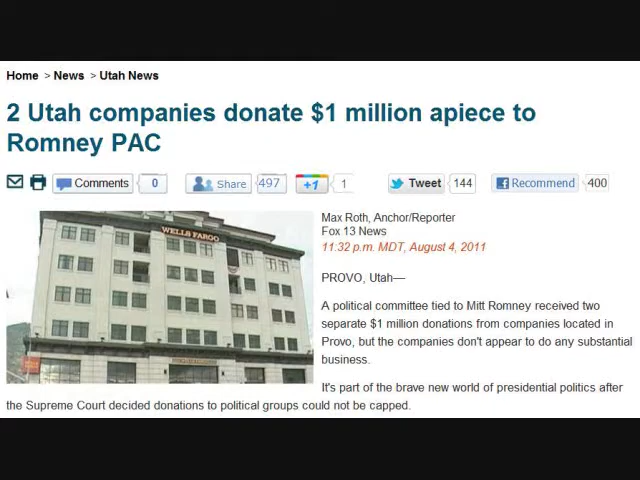 Home > News > Utah News
2 Utah companies donate $1 million apiece to
Romney PAC
Comments 0 Share 497 +1 1 Tweet 144 Recommend 400
WELLS FARGO
Max Roth, Anchor/Reporter
Fox 13 News
11:32 p.m. MDT, August 4, 2011
PROVO, Utah—
A political committee tied to Mitt Romney received two
separate $1 million donations from companies located in
Provo, but the companies don't appear to do any substantial
business.
It's part of the brave new world of presidential politics after
the Supreme Court decided donations to political groups could not be capped.